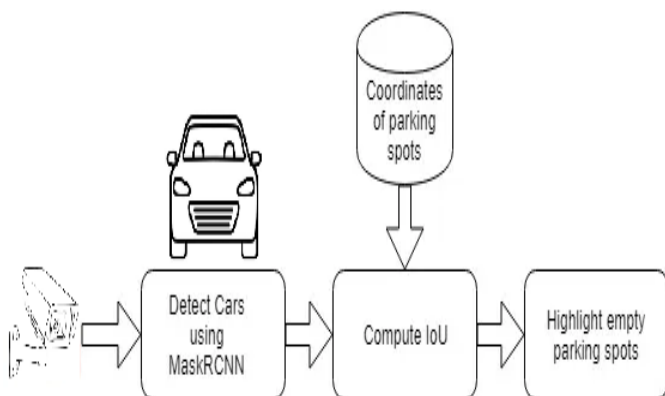 Coordinates
of parking
spots
Detect Cars
using
MaskRCNN
Compute IoU
Highlight empty
parking spots